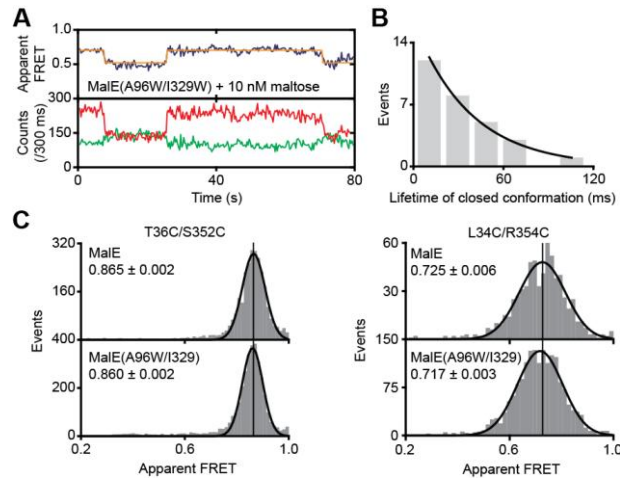 A
1.0
0.5
Apparent
FRET
MalE(A96W/I329W) + 10 nM maltose
300
150
0
Counts
(/300 ms)
0 20 40 60 80
Time (s)
B
14
7
0
Events
0 60 120
Lifetime of closed conformation (ms)
C
T36C/S352C
320
160
400
200
0
Events
MalE
0.865 ± 0.002
MalE(A96W/I329)
0.860 ± 0.002
0.2 0.6 1.0
Apparent FRET
L34C/R354C
60
30
150
75
0
Events
MalE
0.725 ± 0.006
MalE(A96W/I329)
0.717 ± 0.003
0.2 0.6 1.0
Apparent FRET